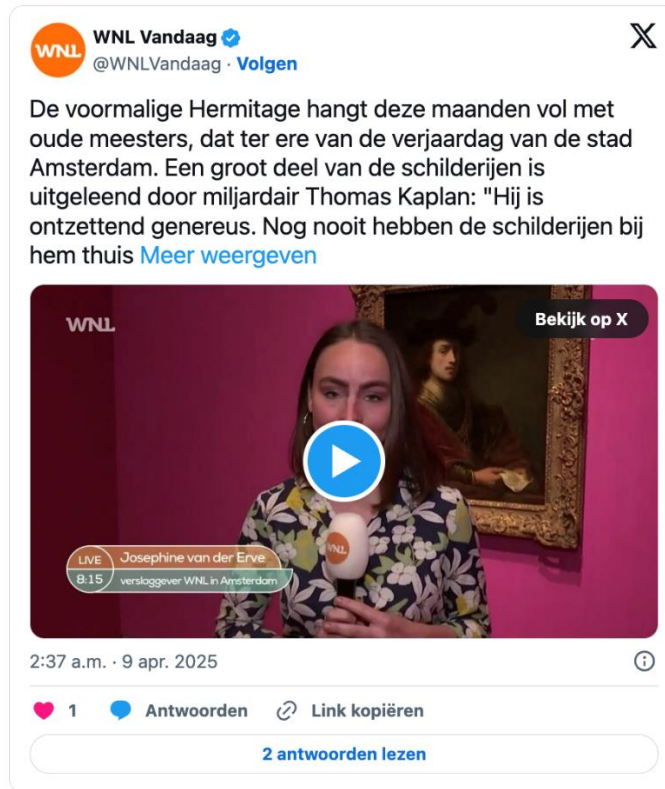 WNL
WNL Vandaag
@WNLVandaag · Volgen
De voormalige Hermitage hangt deze maanden vol met
oude meesters, dat ter ere van de verjaardag van de stad
Amsterdam. Een groot deel van de schilderijen is
uitgeleend door miljardair Thomas Kaplan: "Hij is
ontzettend genereus. Nog nooit hebben de schilderijen bij
hem thuis Meer weergeven
WNL
Bekijk op X
WNL
LIVE
Josephine van der Erve
8:15
verslaggever WNL in Amsterdam
2:37 a.m. · 9 apr. 2025
1
Antwoorden
Link kopiëren
2 antwoorden lezen